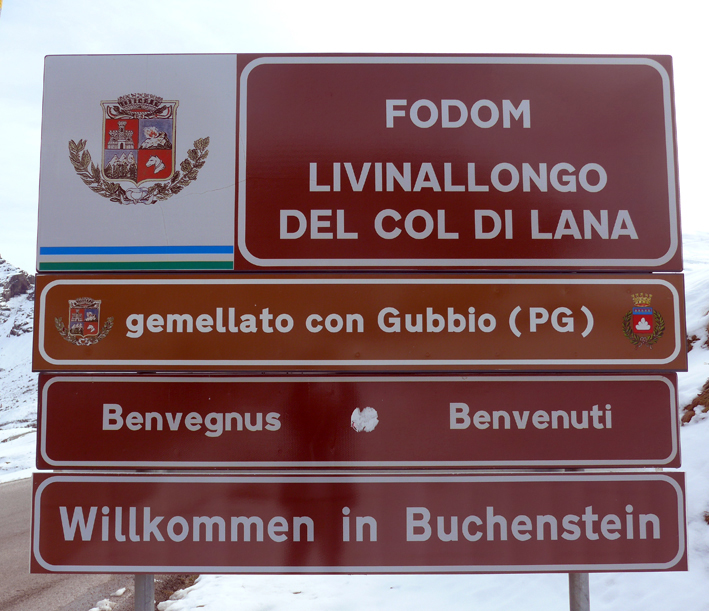 FODOM
LIVINALLONGO
DEL COL DI LANA
gemellato con Gubbio (PG)
Benvegnus Benvenuti
Willkommen in Buchenstein